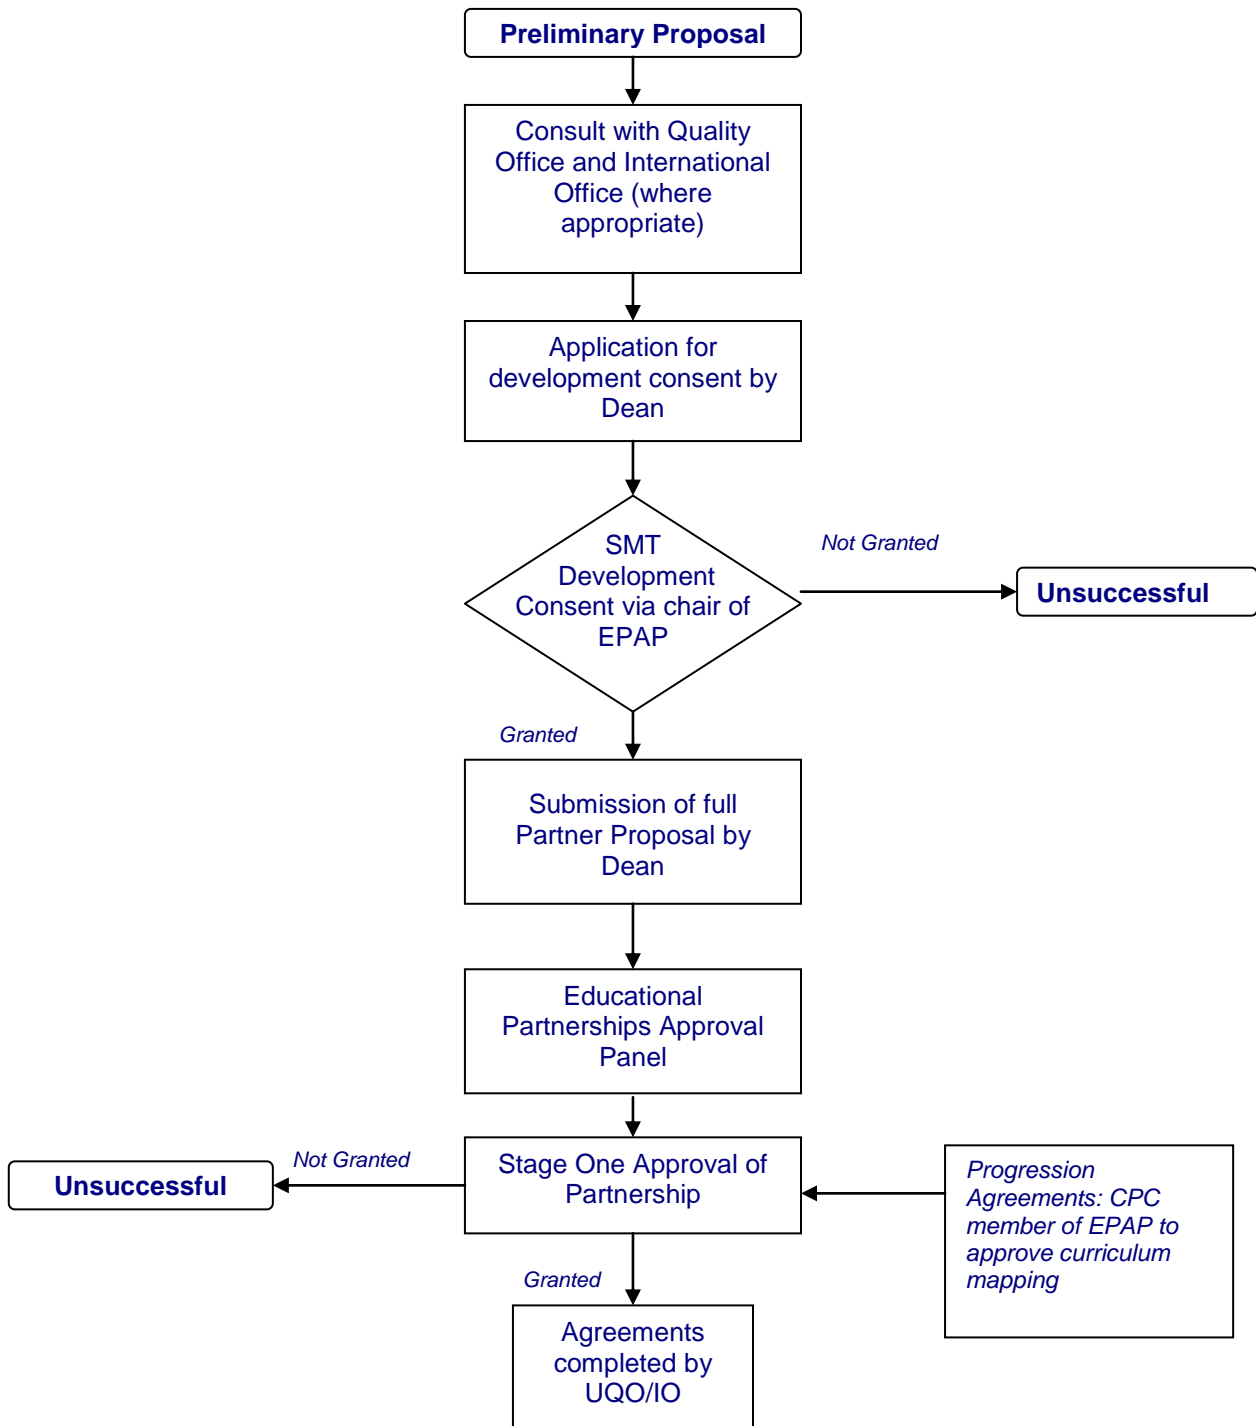 Preliminary Proposal
Consult with Quality
Office and International
Office (where
appropriate)
Application for
development consent by
Dean
SMT
Development
Consent via chair of
EPAP
Not Granted
Unsuccessful
Granted
Submission of full
Partner Proposal by
Dean
Educational
Partnerships Approval
Panel
Unsuccessful
Not Granted
Stage One Approval of
Partnership
Progression
Agreements: CPC
member of EPAP to
approve curriculum
mapping
Granted
Agreements
completed by
UQO/IO